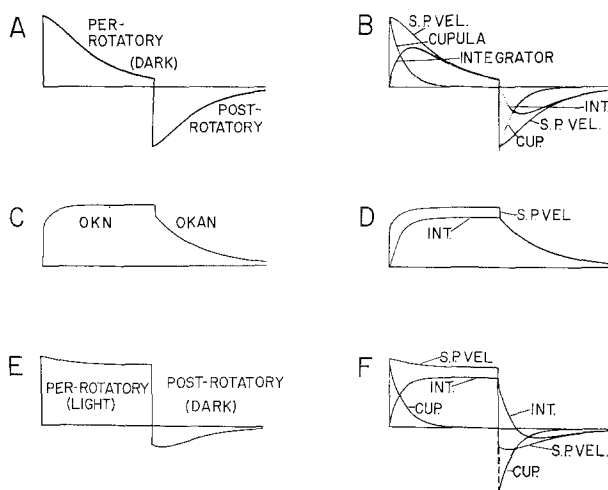 A
PER-
ROTATORY
(DARK)
POST-
ROTATORY
B
S.P. VEL.
CUPULA
INTEGRATOR
INT.
S.P. VEL.
CUP.
C
OKN
OKAN
D
S.P. VEL
INT.
E
PER-ROTATORY
(LIGHT)
POST-ROTATORY
(DARK)
F
S.P. VEL
INT.
CUP.
INT.
S.P. VEL.
CUP.